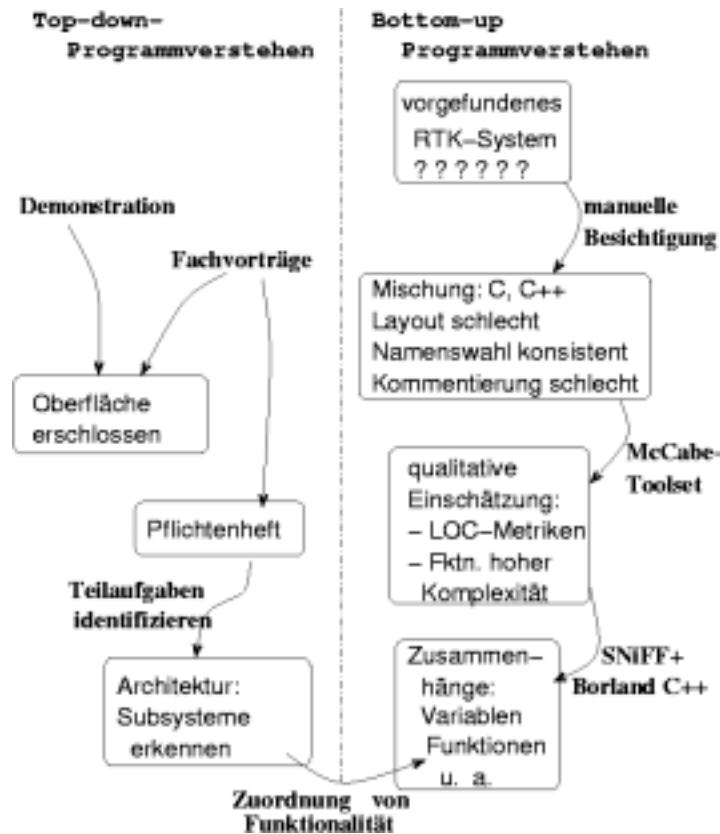 Top-down-
Programmverstehen
Demonstration
Fachvorträge
Oberfläche
erschlossen
Pflichtenheft
Teilaufgaben
identifizieren
Architektur:
Subsysteme
erkennen
Bottom-up
Programmverstehen
vorgefundenes
RTK-System
? ? ? ? ? ?
manuelle
Besichtigung
Mischung: C, C++
Layout schlecht
Namenswahl konsistent
Kommentierung schlecht
McCabe-
Toolset
qualitative
Einschätzung:
- LOC-Metriken
- Fktn. hoher
Komplexität
SNiFF+
Borland C++
Zusammen-
hänge:
Variablen
Funktionen
u. a.
Zuordnung von
Funktionalität